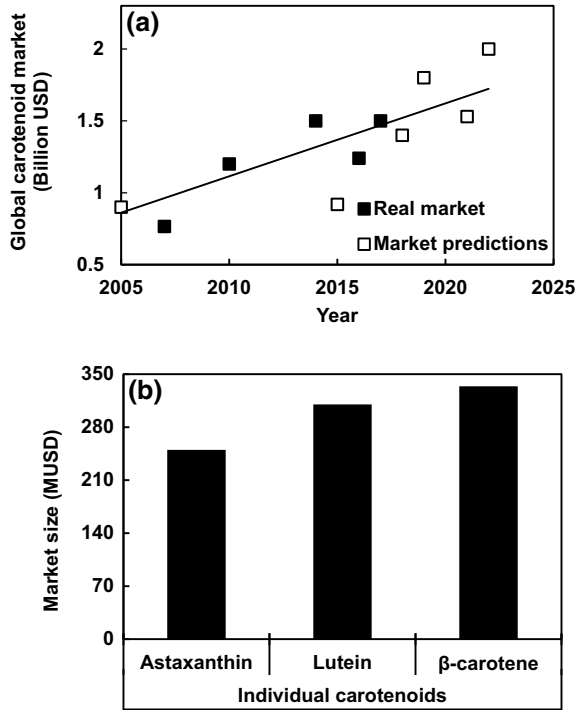 (a)
Global carotenoid market
(Billion USD)
2
1.5
1
0.5
Real market
Market predictions
2005 2010 2015 2020 2025
Year
(b)
Market size (MUSD)
350
280
210
140
70
0
Astaxanthin Lutein β-carotene
Individual carotenoids